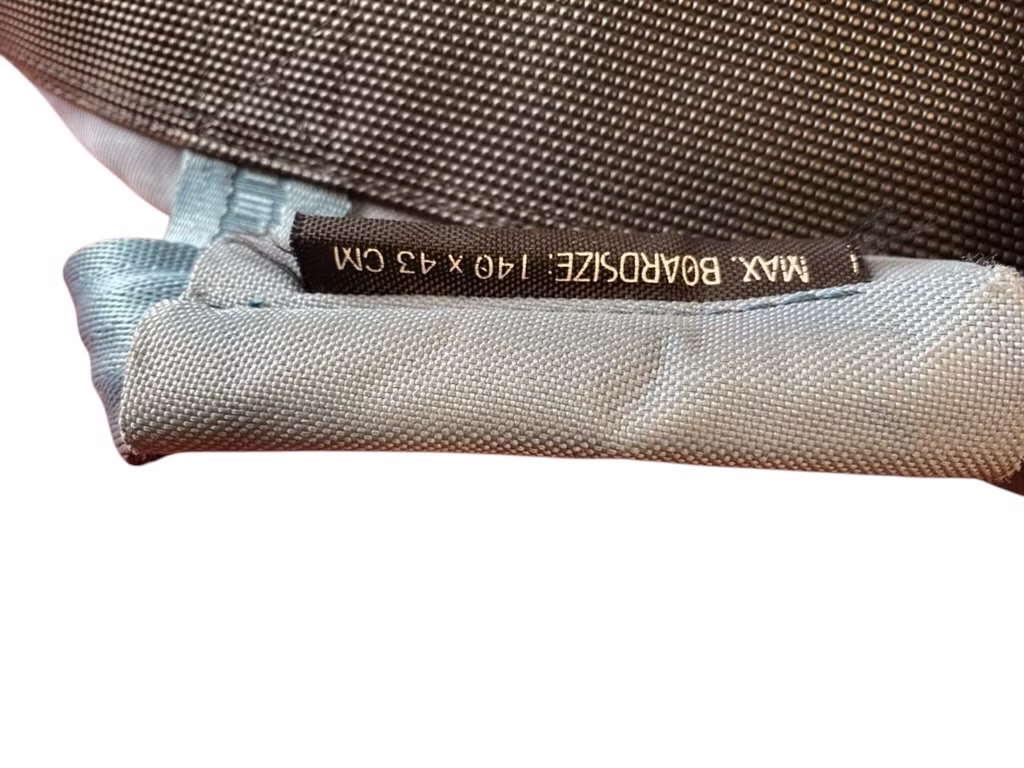 MAX. BOARDSIZE: 140 x 43 CM